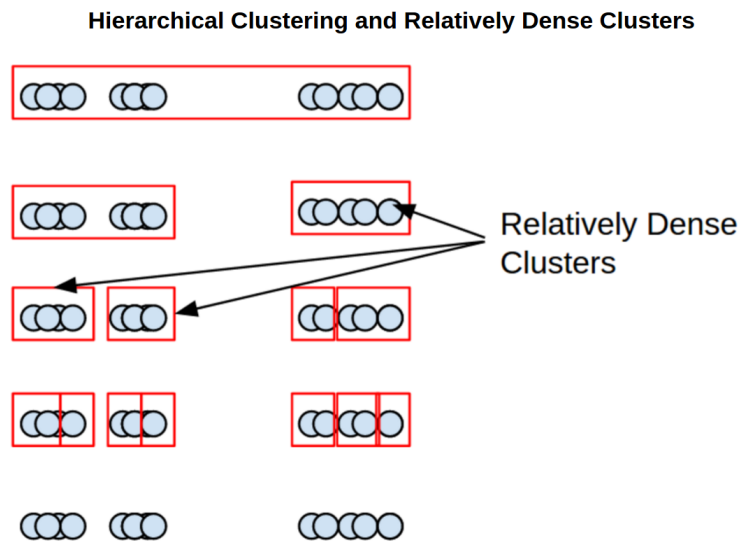 Hierarchical Clustering and Relatively Dense Clusters
Relatively Dense
Clusters